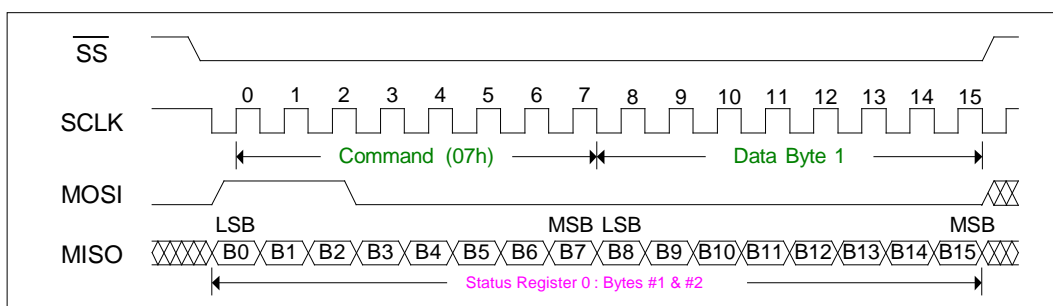 SS
0 1 2 3 4 5 6 7 8 9 10 11 12 13 14 15
SCLK
Command (07h) Data Byte 1
MOSI
LSB MSB LSB MSB
MISO B0 B1 B2 B3 B4 B5 B6 B7 B8 B9 B10 B11 B12 B13 B14 B15
Status Register 0 : Bytes #1 & #2